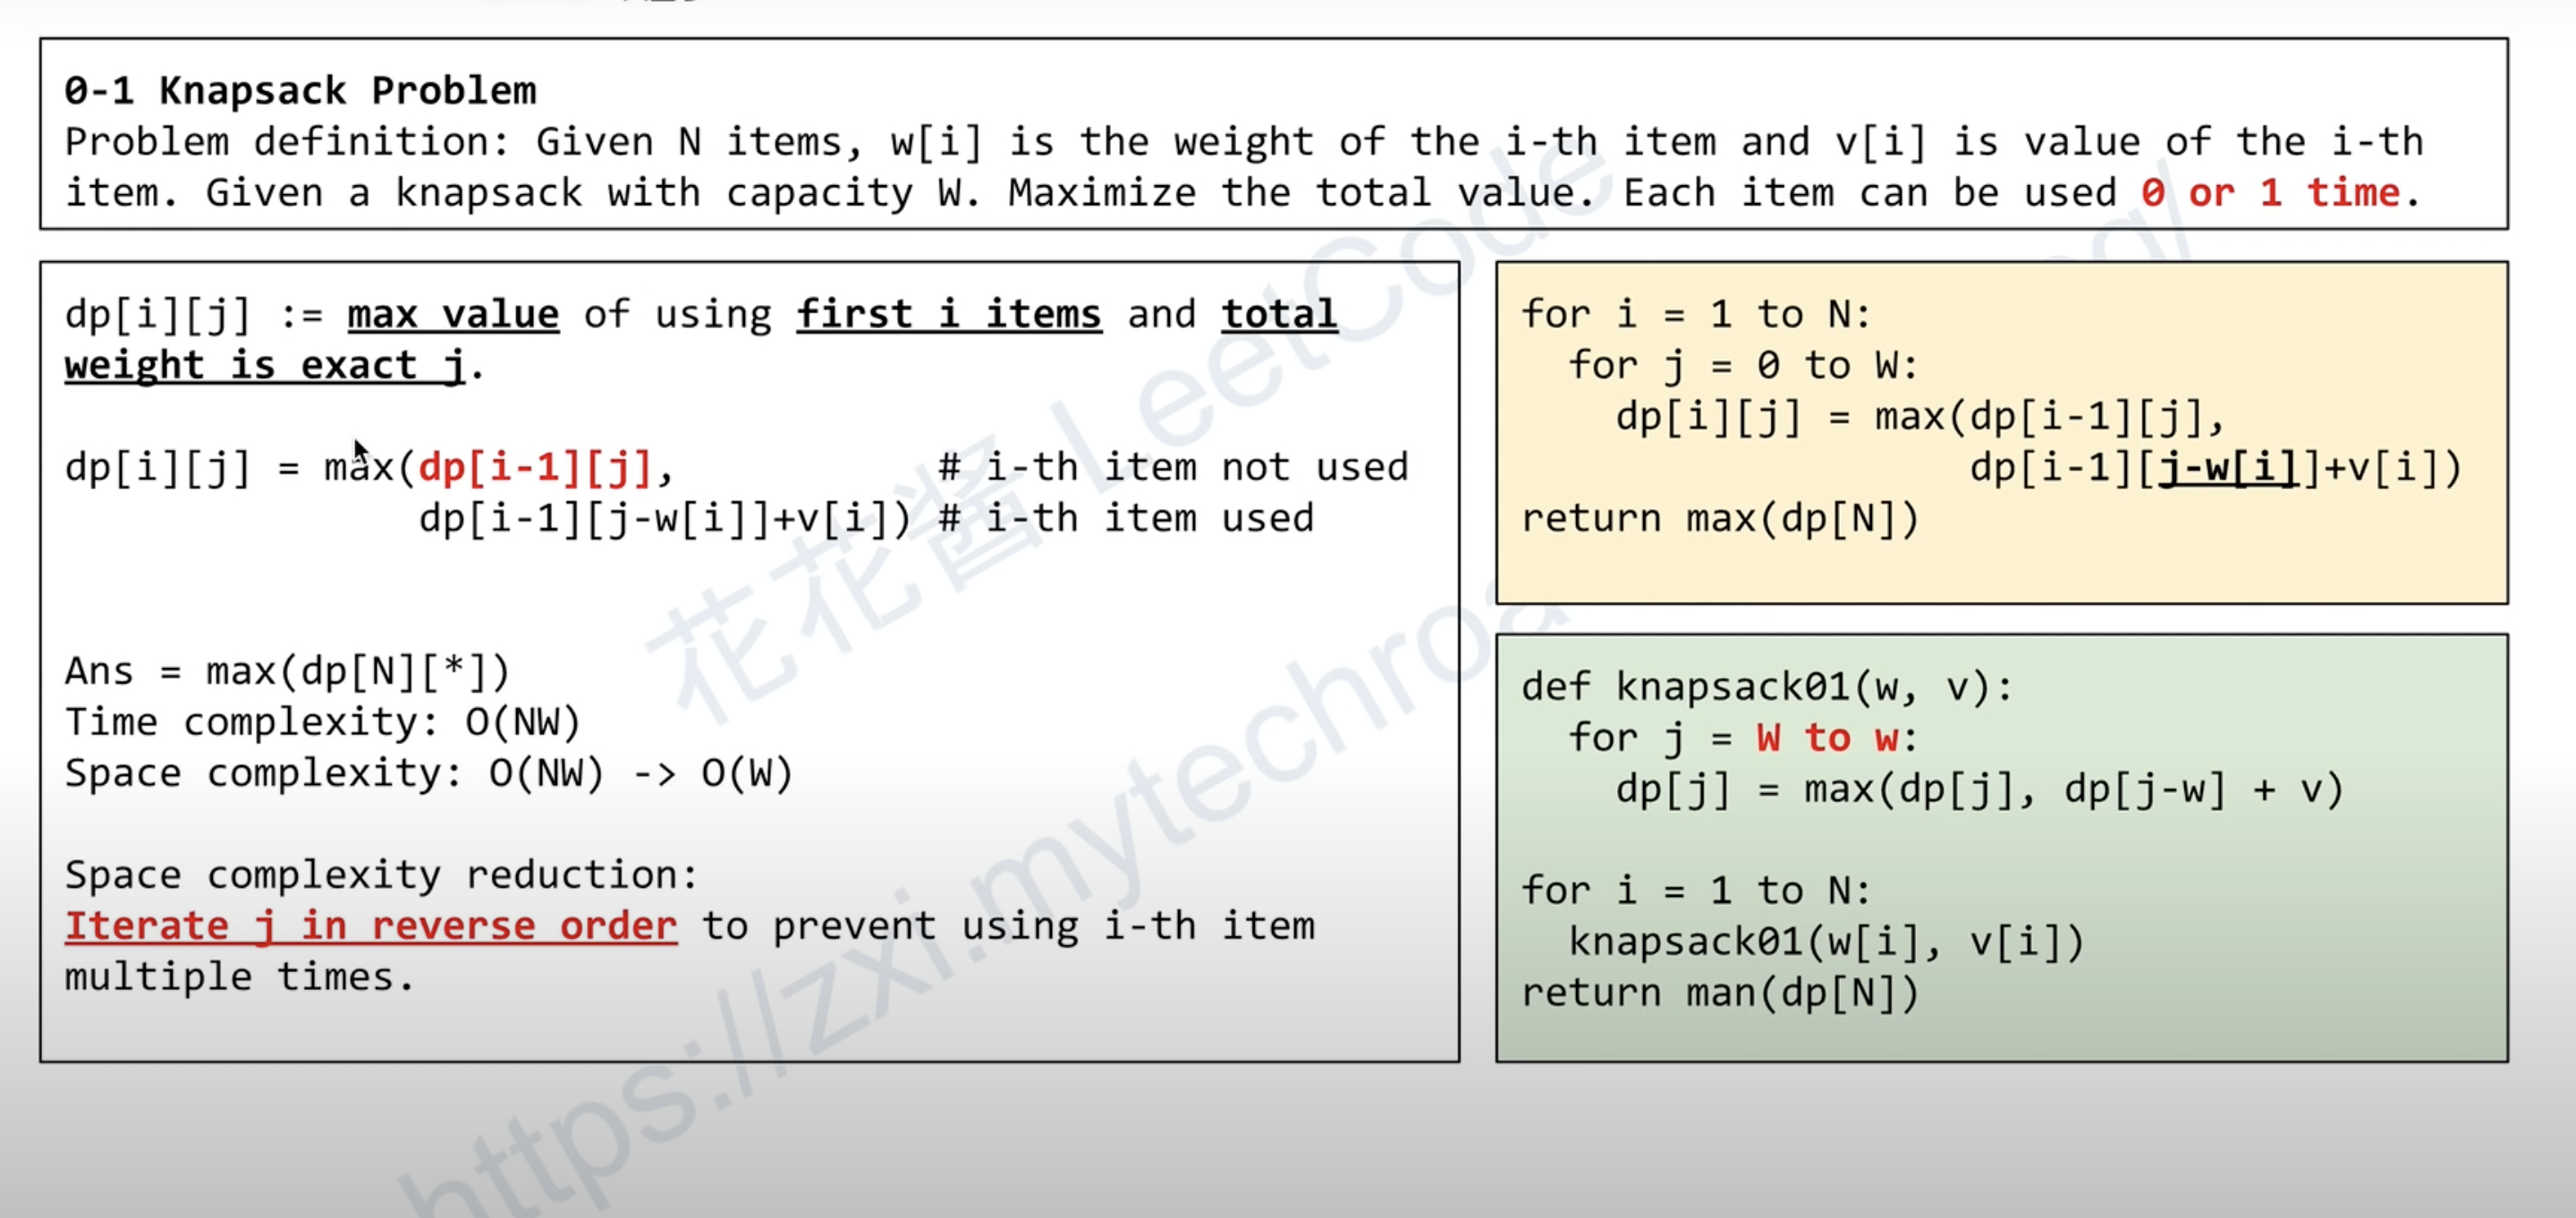 0-1 Knapsack Problem
Problem definition: Given N items, w[i] is the weight of the i-th item and v[i] is value of the i-th
item. Given a knapsack with capacity W. Maximize the total value. Each item can be used 0 or 1 time.
dp[i][j] := max value of using first i items and total
weight is exact j.
dp[i][j] = max(dp[i-1][j],          # i-th item not used
dp[i-1][j-w[i]]+v[i]) # i-th item used
Ans = max(dp[N][*])
Time complexity: O(NW)
Space complexity: O(NW) -> O(W)
Space complexity reduction:
Iterate j in reverse order to prevent using i-th item
multiple times.
for i = 1 to N:
for j = 0 to W:
dp[i][j] = max(dp[i-1][j],
dp[i-1][j-w[i]]+v[i])
return max(dp[N])
def knapsack01(w, v):
for j = W to w:
dp[j] = max(dp[j], dp[j-w] + v)
for i = 1 to N:
knapsack01(w[i], v[i])
return man(dp[N])
花花酱 LeetCode
https://zxi.mytechroa